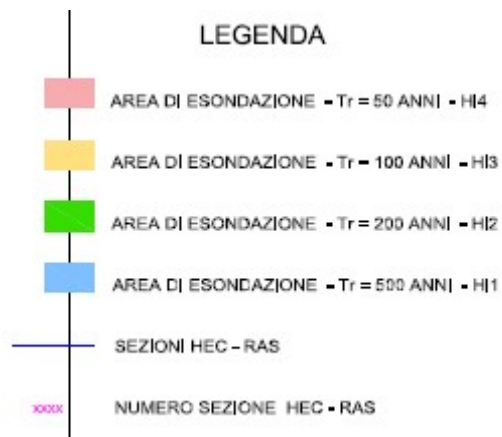 LEGENDA
AREA DI ESONDAZIONE - Tr = 50 ANNI - HI4
AREA DI ESONDAZIONE - Tr = 100 ANNI - HI3
AREA DI ESONDAZIONE - Tr = 200 ANNI - HI2
AREA DI ESONDAZIONE - Tr = 500 ANNI - HI1
SEZIONI HEC - RAS
xxxx NUMERO SEZIONE HEC - RAS